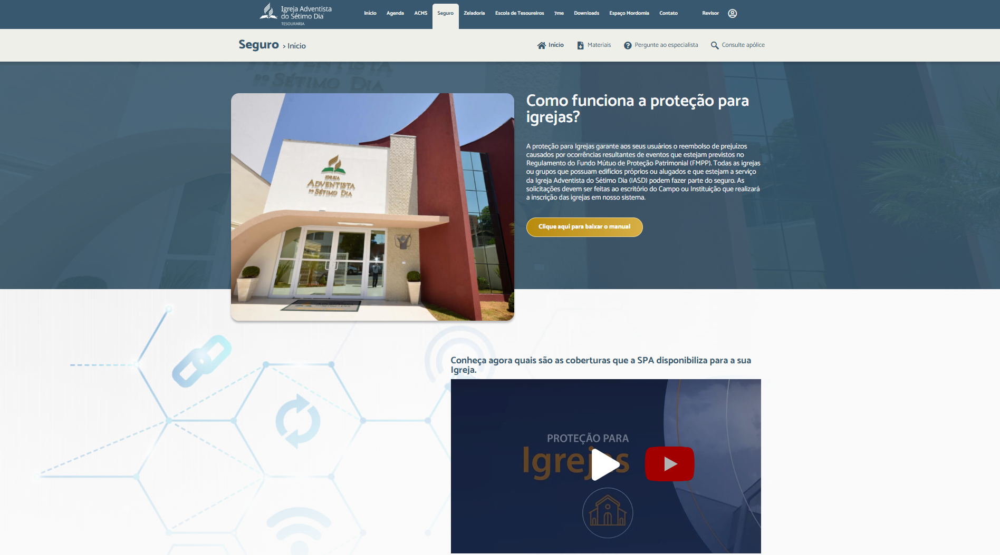 Igreja Adventista
do Sétimo Dia
TESOURARIA
Início
Agenda
ACMS
Seguro
Zeladoria
Escola de Tesoureiros
7me
Downloads
Espaço Mordomia
Contato
Revisor
Seguro > Início
Início
Materiais
Pergunte ao especialista
Consulte apólice
ADVENTISTA
DO SÉTIMO DIA
IGREJA
ADVENTISTA
DO SÉTIMO DIA
Como funciona a proteção para
igrejas?
A proteção para Igrejas garante aos seus usuários o reembolso de prejuízos
causados por ocorrências resultantes de eventos que estejam previstos no
Regulamento do Fundo Mútuo de Proteção Patrimonial (FMPP). Todas as igrejas
ou grupos que possuam edifícios próprios ou alugados e que estejam a serviço
da Igreja Adventista do Sétimo Dia (IASD) podem fazer parte do seguro. As
solicitações devem ser feitas ao escritório do Campo ou Instituição que realizará
a inscrição das igrejas em nosso sistema.
Clique aqui para baixar o manual
Conheça agora quais são as coberturas que a SPA disponibiliza para a sua
Igreja.
PROTEÇÃO PARA
Igrejas